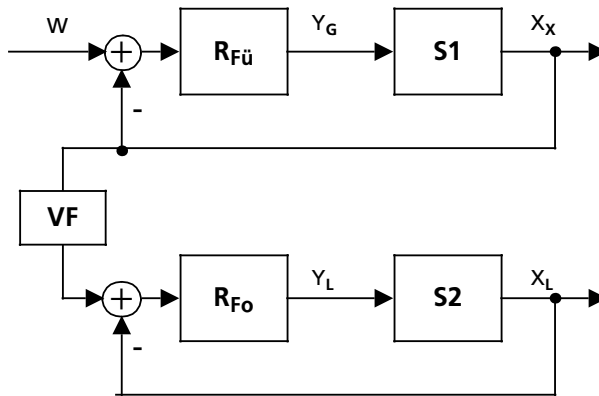 W
+
R_Fü
Y_G
S1
X_X
-
VF
+
R_Fo
Y_L
S2
X_L
-